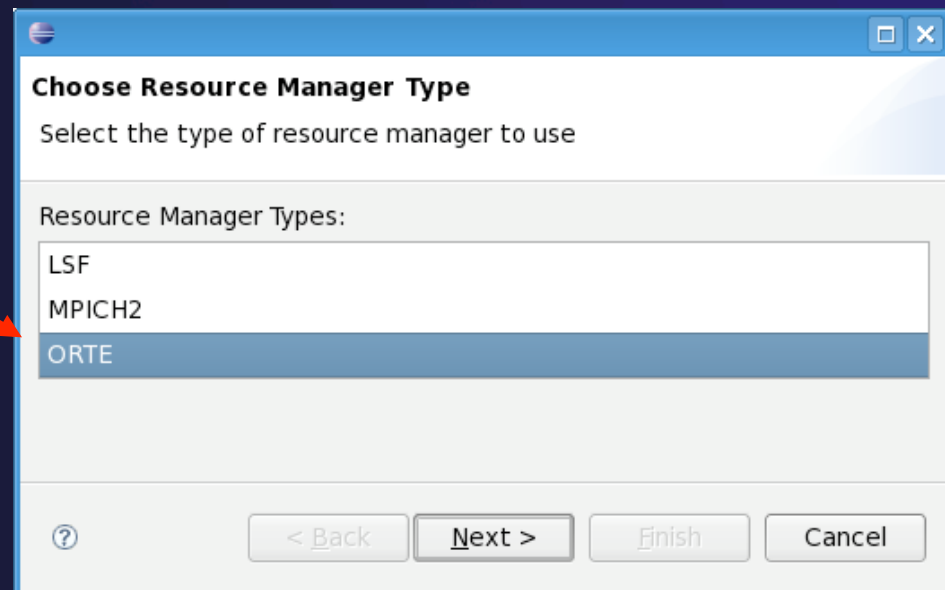 Choose Resource Manager Type
Select the type of resource manager to use
Resource Manager Types:
LSF
MPICH2
ORTE
< Back Next > Finish Cancel